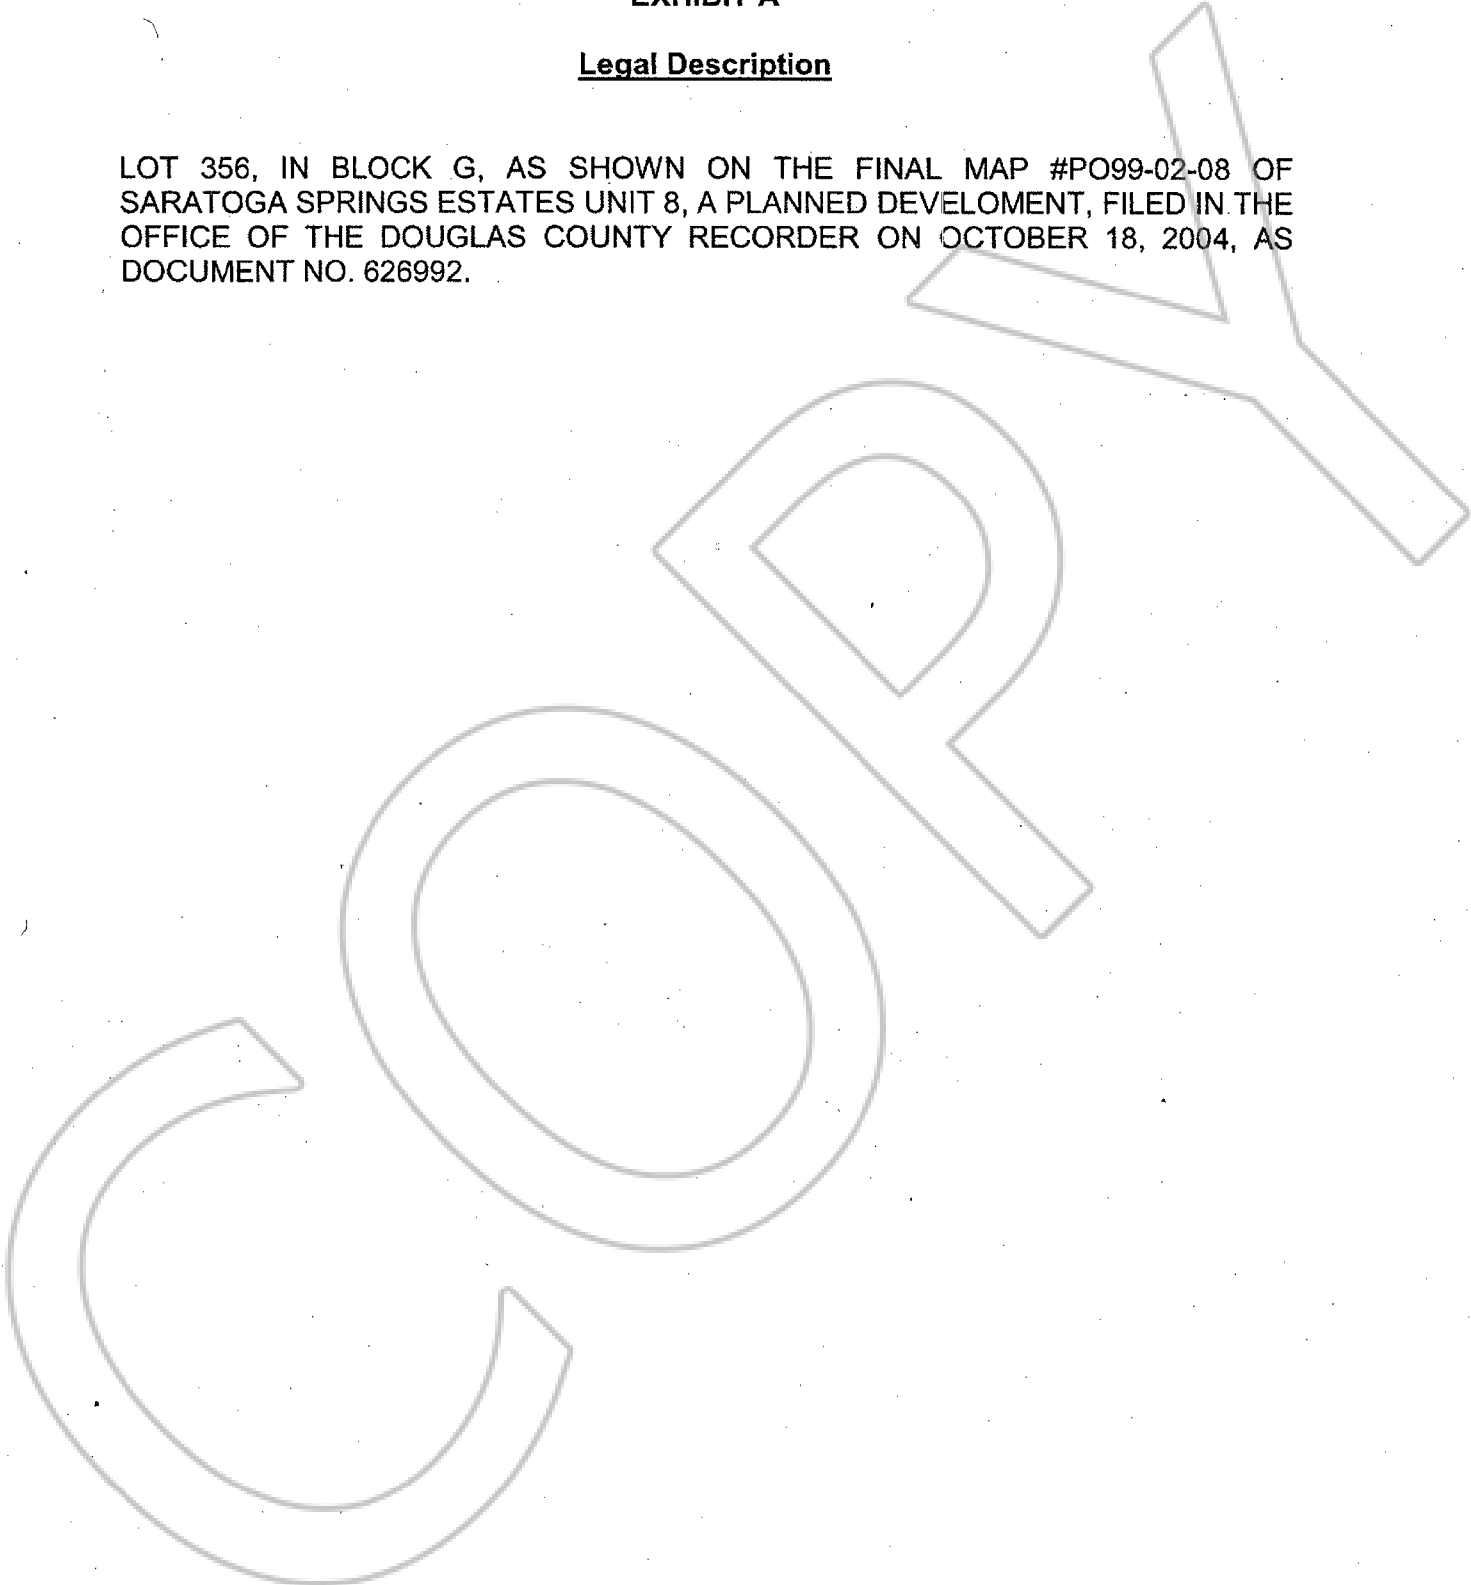 EXHIBIT A
Legal Description
LOT 356, IN BLOCK G, AS SHOWN ON THE FINAL MAP #PO99-02-08 OF
SARATOGA SPRINGS ESTATES UNIT 8, A PLANNED DEVELOMENT, FILED IN THE
OFFICE OF THE DOUGLAS COUNTY RECORDER ON OCTOBER 18, 2004, AS
DOCUMENT NO. 626992.
COPY